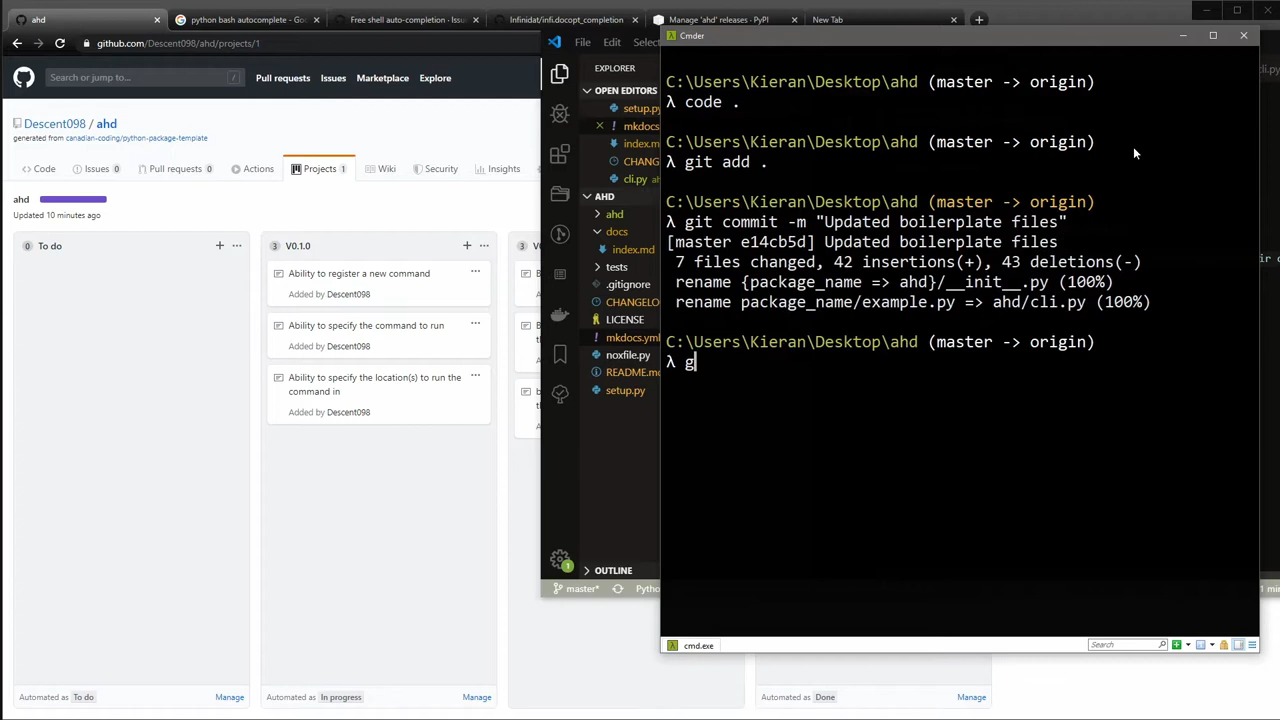 ahd
python bash autocomplete - Go
Free shell auto-completion · Issu
Infinidat/infi.docopt_completion
Manage 'ahd' releases · PyPI
New Tab
github.com/Descent098/ahd/projects/1
Search or jump to...
/
Pull requests
Issues
Marketplace
Explore
Descent098 / ahd
generated from canadian-coding/python-package-template
Code
Issues 0
Pull requests 0
Actions
Projects 1
Wiki
Security
Insights
ahd
Updated 10 minutes ago
0 To do
3 V0.1.0
Ability to register a new command
Added by Descent098
Ability to specify the command to run
Added by Descent098
Ability to specify the location(s) to run the
command in
Added by Descent098
3 V0
Automated as To do
Manage
Automated as In progress
Manage
Automated as Done
Manage
File
Edit
Select
EXPLORER
OPEN EDITORS
setup.py
mkdocs
index.m
CHANG
cli.py ah
AHD
ahd
docs
index.md
tests
.gitignore
CHANGELO
LICENSE
mkdocs.yml
noxfile.py
README.m
setup.py
OUTLINE
1
master*
Pytho
cli.py
1 mi
Cmder
C:\Users\Kieran\Desktop\ahd (master -> origin)
λ code .
C:\Users\Kieran\Desktop\ahd (master -> origin)
λ git add .
C:\Users\Kieran\Desktop\ahd (master -> origin)
λ git commit -m "Updated boilerplate files"
[master e14cb5d] Updated boilerplate files
7 files changed, 42 insertions(+), 43 deletions(-)
rename {package_name => ahd}/__init__.py (100%)
rename package_name/example.py => ahd/cli.py (100%)
C:\Users\Kieran\Desktop\ahd (master -> origin)
λ g
cmd.exe
Search